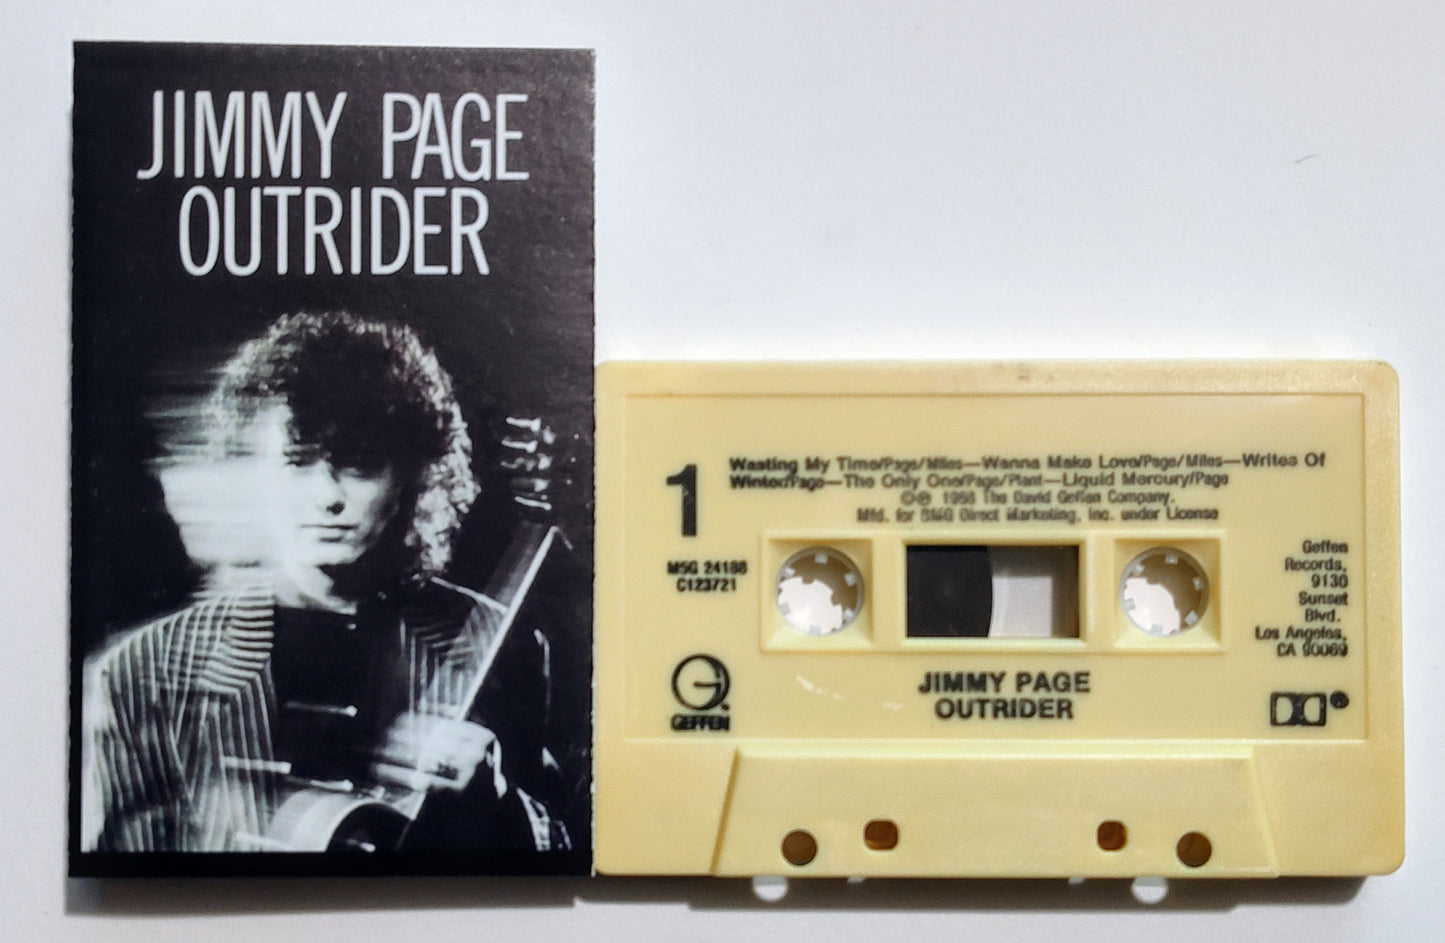 JIMMY PAGE
OUTRIDER
1
Wasting My Time/Page/Miles—Wanna Make Love/Page/Miles—Writes Of
Winter/Page—The Only One/Page/Plant—Liquid Mercury/Page
©℗ 1988 The David Geffen Company.
Mfd. for BMG Direct Marketing, Inc. under License
M5G 24188
C123721
Geffen
Records,
9130
Sunset
Blvd.
Los Angeles,
CA 90069
GEFFEN
JIMMY PAGE
OUTRIDER